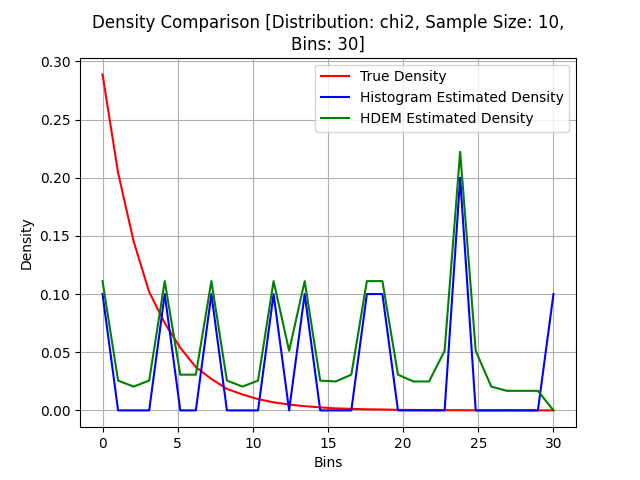 Density Comparison [Distribution: chi2, Sample Size: 10,
Bins: 30]
True Density
Histogram Estimated Density
HDEM Estimated Density
Density
0.30
0.25
0.20
0.15
0.10
0.05
0.00
0 5 10 15 20 25 30
Bins